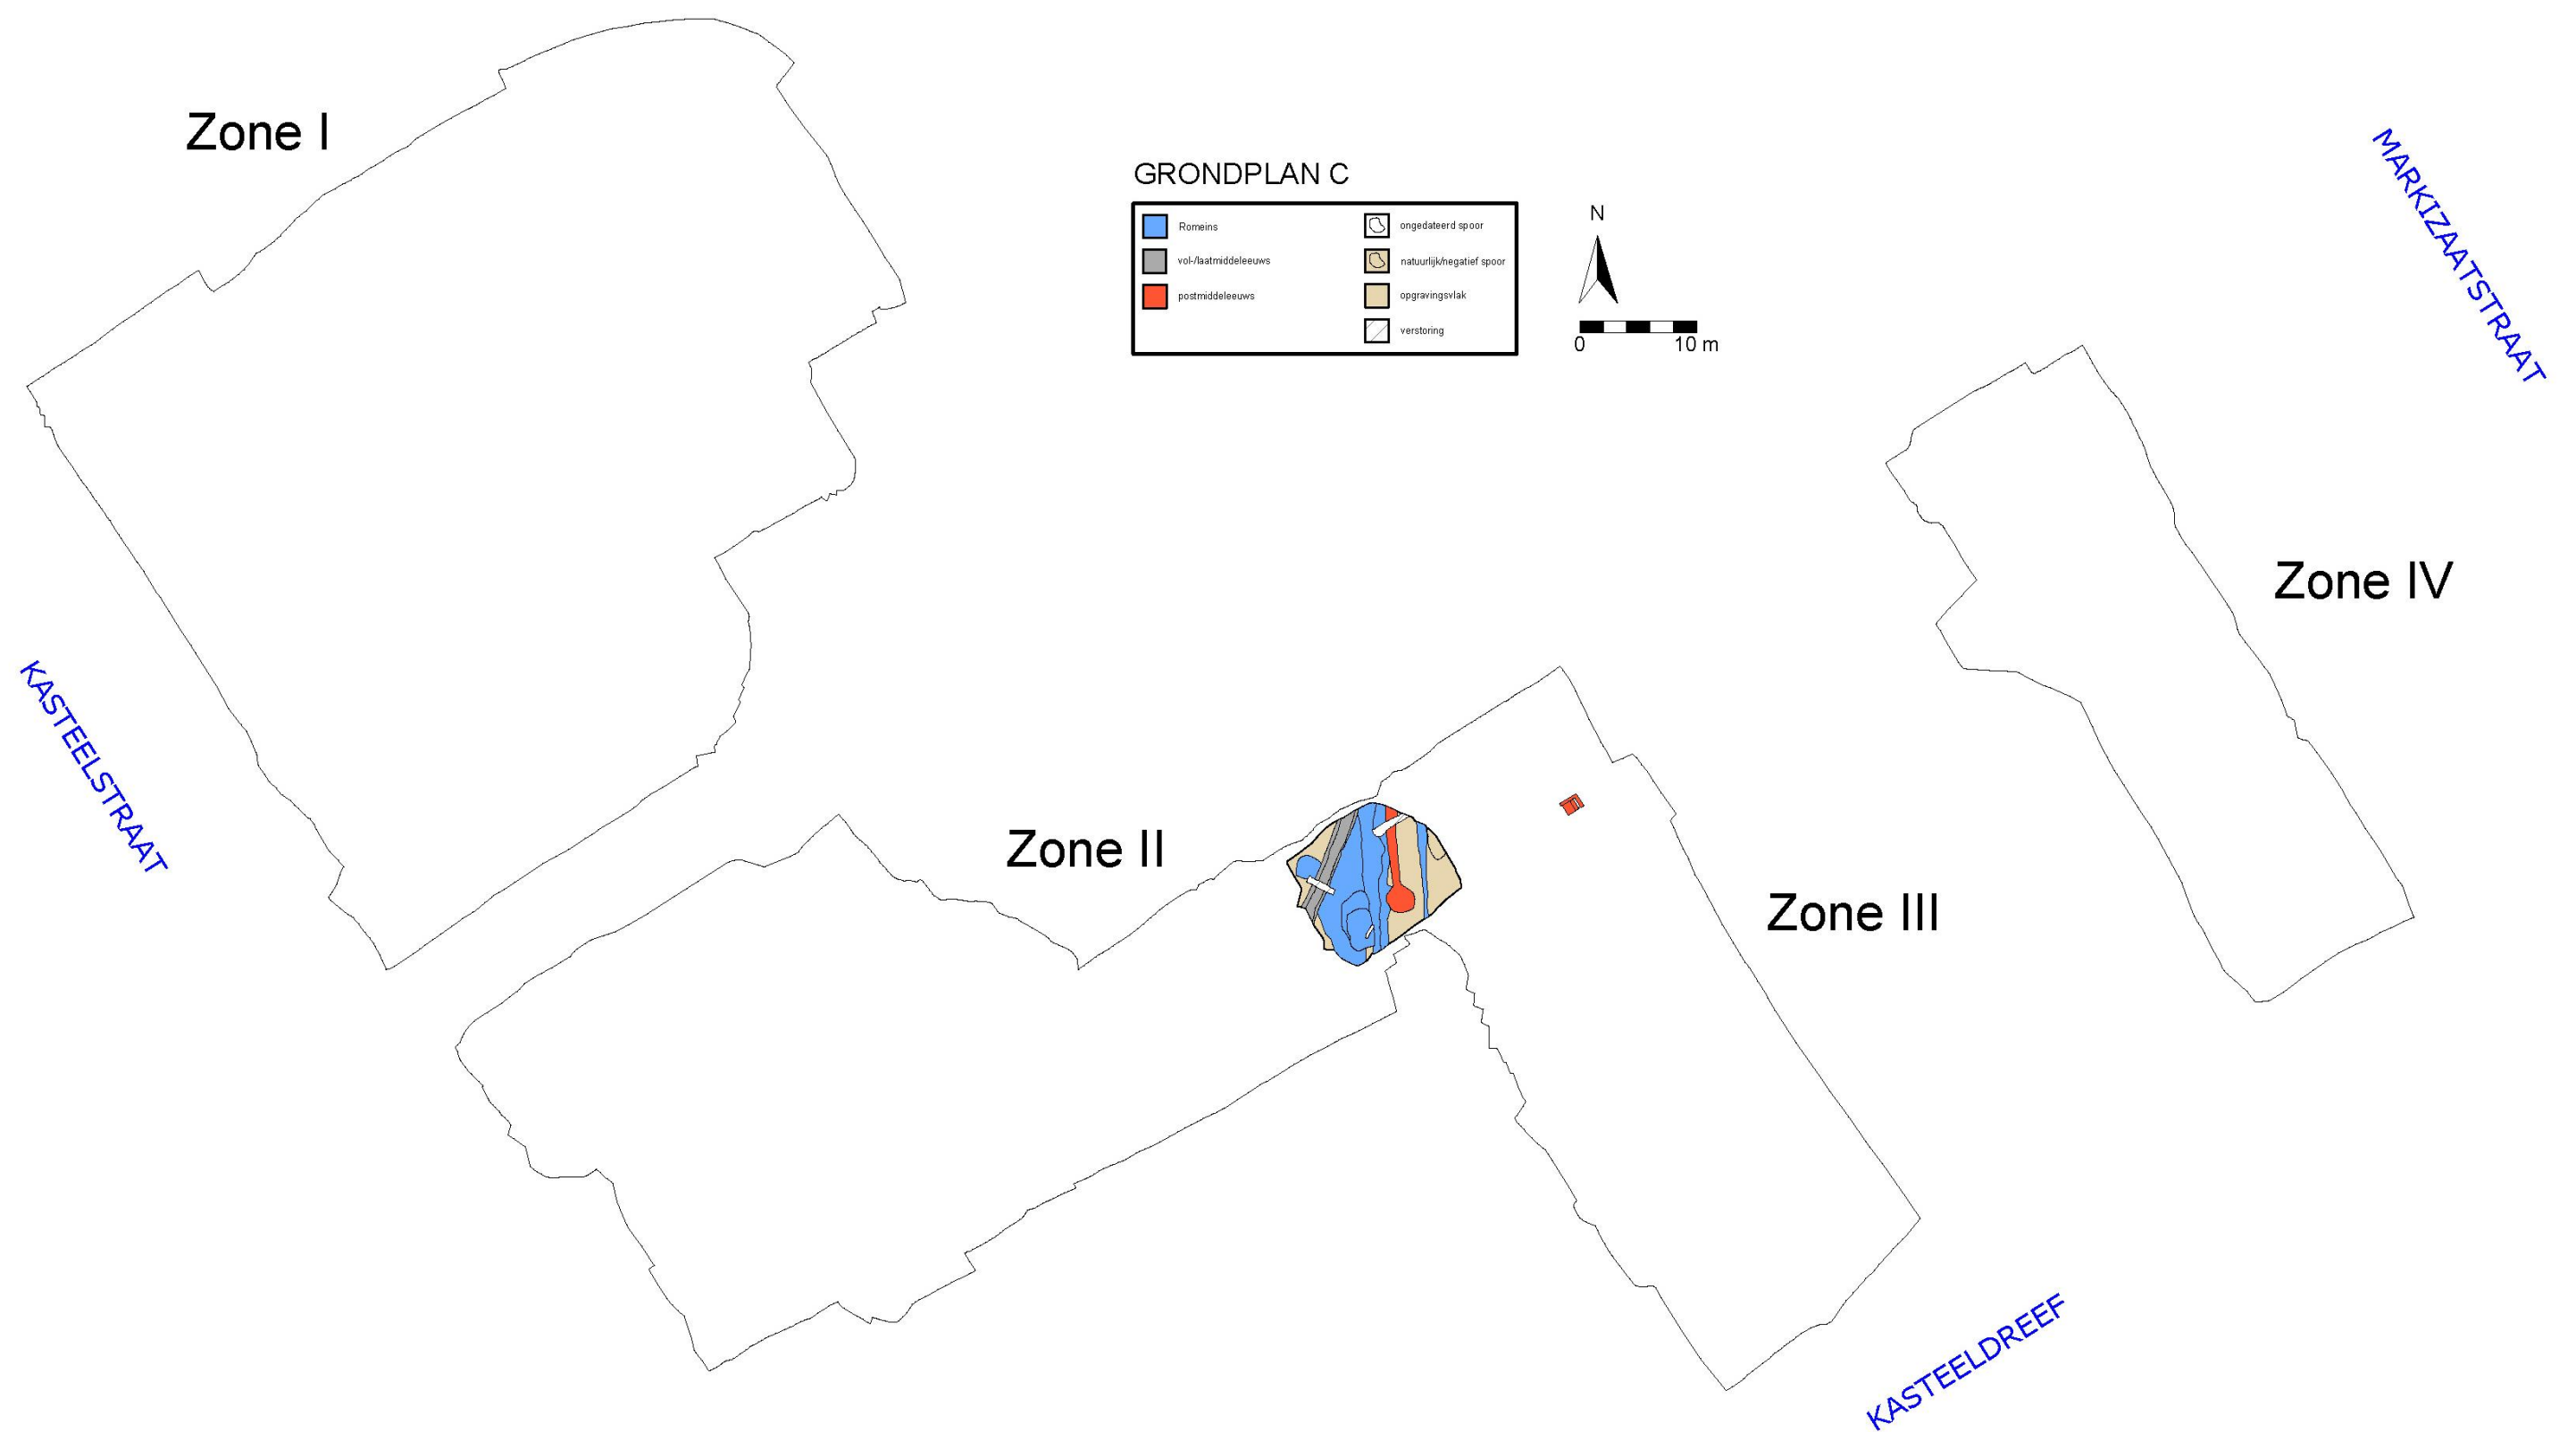 Zone I
GRONDPLAN C
Romeins
vol-/laatmiddeleeuws
postmiddeleeuws
ongedateerd spoor
natuurlijk/negatief spoor
opgravingsvlak
verstoring
N
0 10 m
MARKIZAATSTRAAT
Zone IV
KASTEELSTRAAT
Zone II
Zone III
KASTEELDREEF